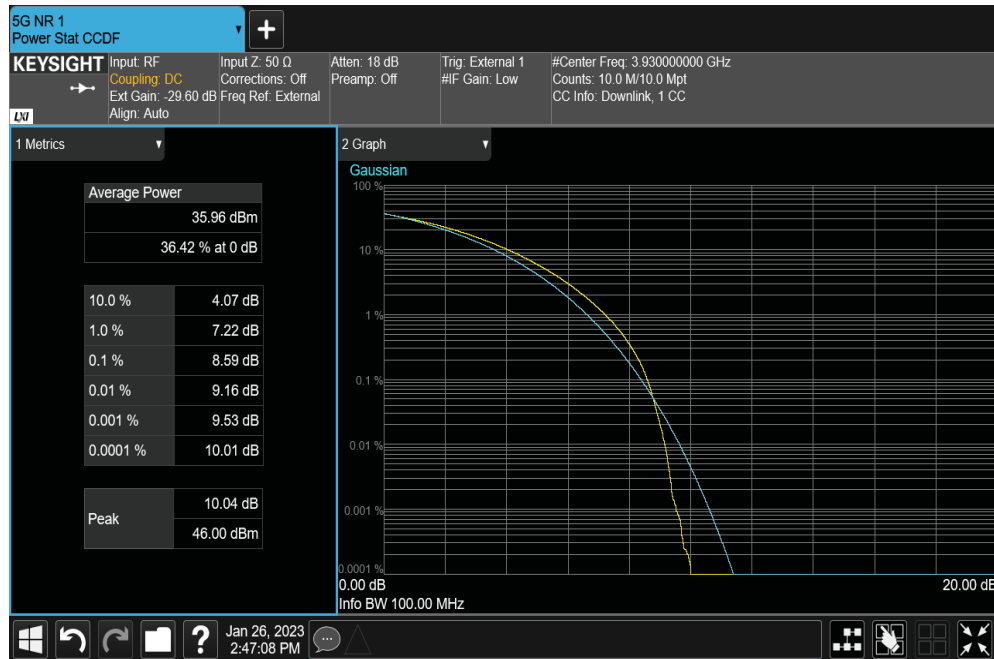 5G NR 1
Power Stat CCDF
KEYSIGHT
LXI
Input: RF
Coupling: DC
Ext Gain: -29.60 dB
Align: Auto
Input Z: 50 Ω
Corrections: Off
Freq Ref: External
Atten: 18 dB
Preamp: Off
Trig: External 1
#IF Gain: Low
#Center Freq: 3.930000000 GHz
Counts: 10.0 M/10.0 Mpt
CC Info: Downlink, 1 CC
1 Metrics
Average Power
35.96 dBm
36.42 % at 0 dB
10.0 % 4.07 dB
1.0 % 7.22 dB
0.1 % 8.59 dB
0.01 % 9.16 dB
0.001 % 9.53 dB
0.0001 % 10.01 dB
Peak
10.04 dB
46.00 dBm
2 Graph
Gaussian
100 %
10 %
1 %
0.1 %
0.01 %
0.001 %
0.0001 %
0.00 dB 20.00 dB
Info BW 100.00 MHz
?
Jan 26, 2023
2:47:08 PM